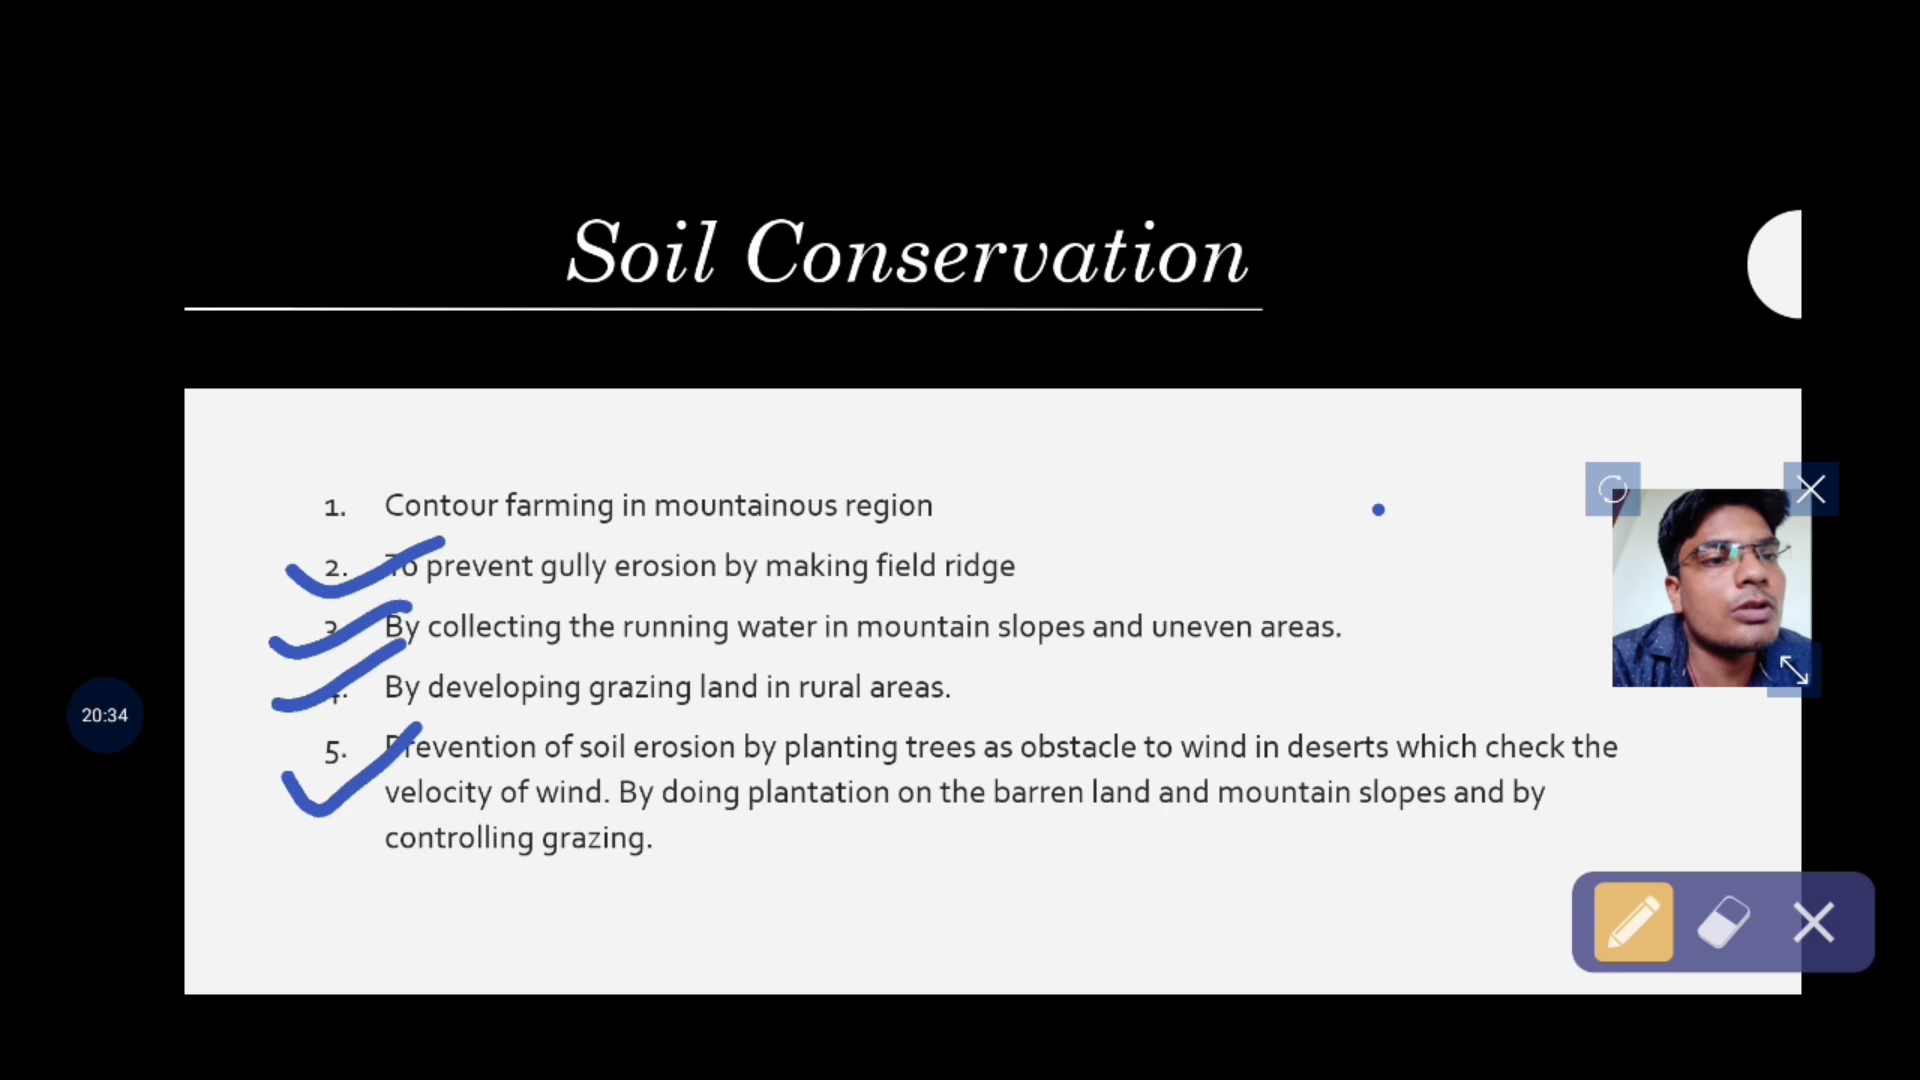 Soil Conservation
1. Contour farming in mountainous region
2. To prevent gully erosion by making field ridge
3. By collecting the running water in mountain slopes and uneven areas.
4. By developing grazing land in rural areas.
20:34
5. Prevention of soil erosion by planting trees as obstacle to wind in deserts which check the
velocity of wind. By doing plantation on the barren land and mountain slopes and by
controlling grazing.